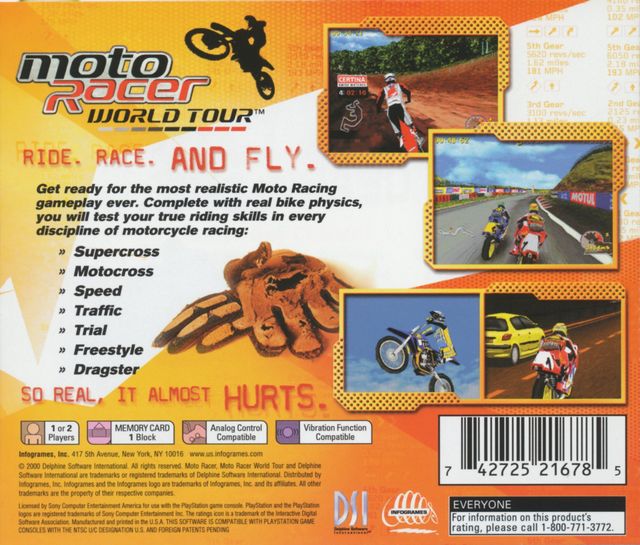 moto
Racer
WORLD TOUR™
RIDE. RACE. AND FLY.
Get ready for the most realistic Moto Racing
gameplay ever. Complete with real bike physics,
you will test your true riding skills in every
discipline of motorcycle racing:
» Supercross
» Motocross
» Speed
» Traffic
» Trial
» Freestyle
» Dragster
SO REAL, IT ALMOST HURTS.
CERTINA
MOTUL
5th Gear
5620 revs/sec
1.62 miles
181 MPH
3rd Gear
1 or 2
Players
MEMORY CARD
1 Block
Analog Control
Compatible
Vibration Function
Compatible
Infogrames, Inc. 417 5th Avenue, New York, NY 10016 www.us.infogrames.com
© 2000 Delphine Software International. All rights reserved. Moto Racer, Moto Racer World Tour and Delphine
Software International are trademarks or registered trademarks of Delphine Software International. Distributed by
Infogrames, Inc. Infogrames and the Infogrames logo are trademarks of Infogrames, Inc. and its affiliates. All other
trademarks are the property of their respective companies.
Licensed by Sony Computer Entertainment America for use with the PlayStation game console. PlayStation and the PlayStation
logos are registered trademarks of Sony Computer Entertainment Inc. The ratings icon is a trademark of the Interactive Digital
Software Association. Manufactured and printed in the U.S.A. THIS SOFTWARE IS COMPATIBLE WITH PLAYSTATION GAME
CONSOLES WITH THE NTSC U/C DESIGNATION. U.S. AND FOREIGN PATENTS PENDING
DSI
Delphine Software
International
INFOGRAMES
7 42725 21678 5
EVERYONE
For information on this product's
rating, please call 1-800-771-3772.